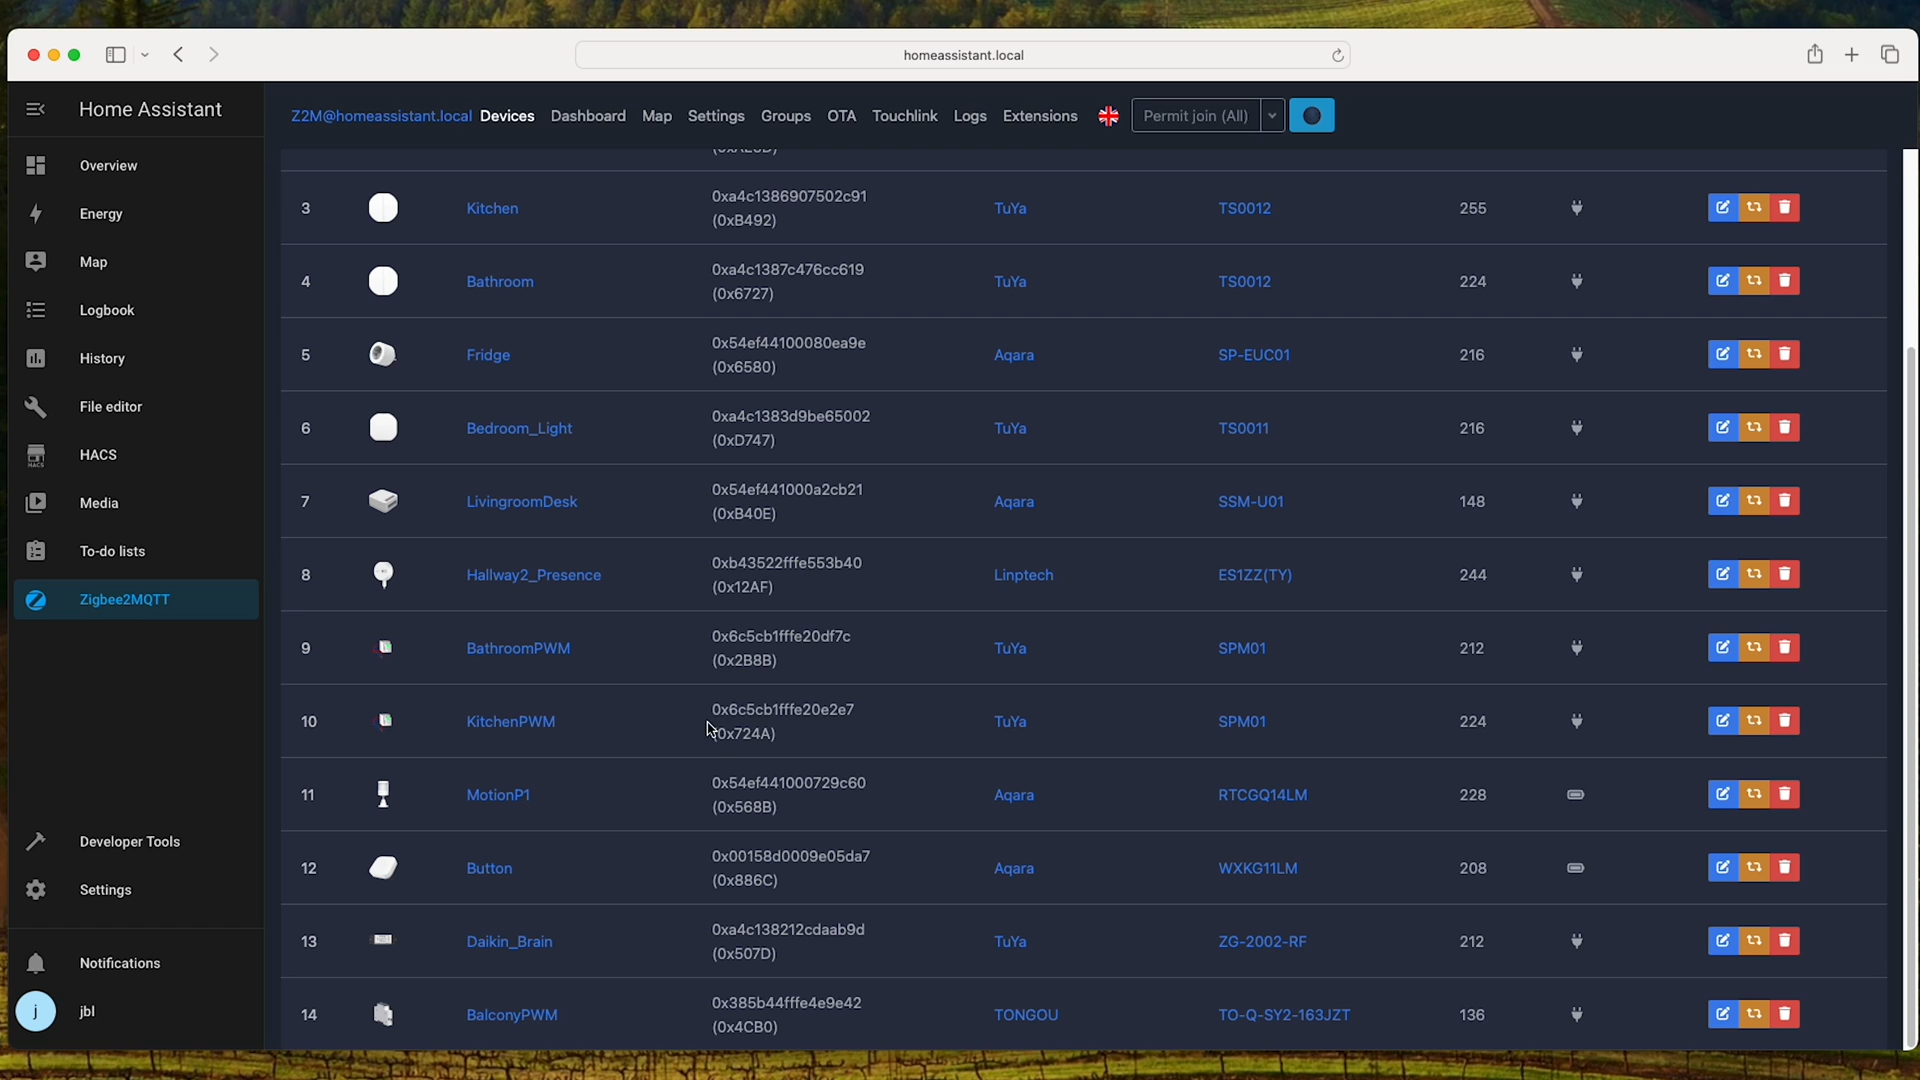 homeassistant.local
Home Assistant
Z2M@homeassistant.local Devices Dashboard Map Settings Groups OTA Touchlink Logs Extensions Permit join (All)
Overview
Energy
Map
Logbook
History
File editor
HACS
HACS
Media
To-do lists
Zigbee2MQTT
Developer Tools
Settings
Notifications
j jbl
3 Kitchen 0xa4c1386907502c91 TuYa TS0012 255
(0xB492)
4 Bathroom 0xa4c1387c476cc619 TuYa TS0012 224
(0x6727)
5 Fridge 0x54ef44100080ea9e Aqara SP-EUC01 216
(0x6580)
6 Bedroom_Light 0xa4c1383d9be65002 TuYa TS0011 216
(0xD747)
7 LivingroomDesk 0x54ef441000a2cb21 Aqara SSM-U01 148
(0xB40E)
8 Hallway2_Presence 0xb43522fffe553b40 Linptech ES1ZZ(TY) 244
(0x12AF)
9 BathroomPWM 0x6c5cb1fffe20df7c TuYa SPM01 212
(0x2B8B)
10 KitchenPWM 0x6c5cb1fffe20e2e7 TuYa SPM01 224
(0x724A)
11 MotionP1 0x54ef441000729c60 Aqara RTCGQ14LM 228
(0x568B)
12 Button 0x00158d0009e05da7 Aqara WXKG11LM 208
(0x886C)
13 Daikin_Brain 0xa4c138212cdaab9d TuYa ZG-2002-RF 212
(0x507D)
14 BalconyPWM 0x385b44fffe4e9e42 TONGOU TO-Q-SY2-163JZT 136
(0x4CB0)